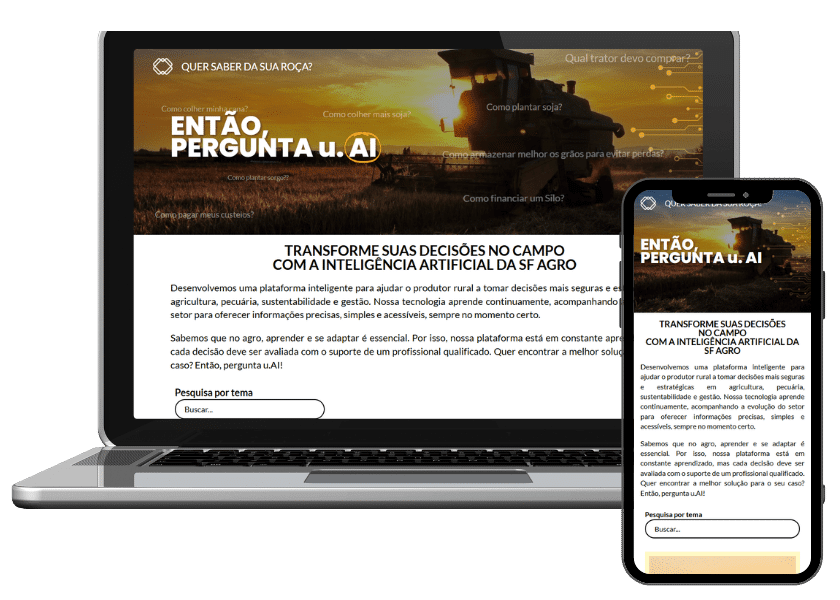 QUER SABER DA SUA ROÇA?
Qual trator devo comprar?
Como colher minha cana?
Como colher mais soja?
Como plantar soja?
ENTÃO,
PERGUNTA u. AI
Como armazenar melhor os grãos para evitar perdas?
Como plantar sorgo?
Como financiar um Silo?
Como pagar meus custeios?
TRANSFORME SUAS DECISÕES NO CAMPO
COM A INTELIGÊNCIA ARTIFICIAL DA SF AGRO
Desenvolvemos uma plataforma inteligente para ajudar o produtor rural a tomar decisões mais seguras e
agricultura, pecuária, sustentabilidade e gestão. Nossa tecnologia aprende continuamente, acompanhando
setor para oferecer informações precisas, simples e acessíveis, sempre no momento certo.
Sabemos que no agro, aprender e se adaptar é essencial. Por isso, nossa plataforma está em constante
cada decisão deve ser avaliada com o suporte de um profissional qualificado. Quer encontrar a melhor
caso? Então, pergunta u.AI!
Pesquisa por tema
Buscar...
QUER SABER DA SUA ROÇA?
ENTÃO,
PERGUNTA u. AI
TRANSFORME SUAS DECISÕES
NO CAMPO
COM A INTELIGÊNCIA ARTIFICIAL DA
SF AGRO
Desenvolvemos uma plataforma inteligente para
ajudar o produtor rural a tomar decisões mais seguras
e estratégicas em agricultura, pecuária,
sustentabilidade e gestão. Nossa tecnologia aprende
continuamente, acompanhando a evolução do setor
para oferecer informações precisas, simples e
acessíveis, sempre no momento certo.
Sabemos que no agro, aprender e se adaptar é
essencial. Por isso, nossa plataforma está em
constante aprendizado, mas cada decisão deve ser
avaliada com o suporte de um profissional qualificado.
Quer encontrar a melhor solução para o seu caso?
Então, pergunta u.AI!
Pesquisa por tema
Buscar...